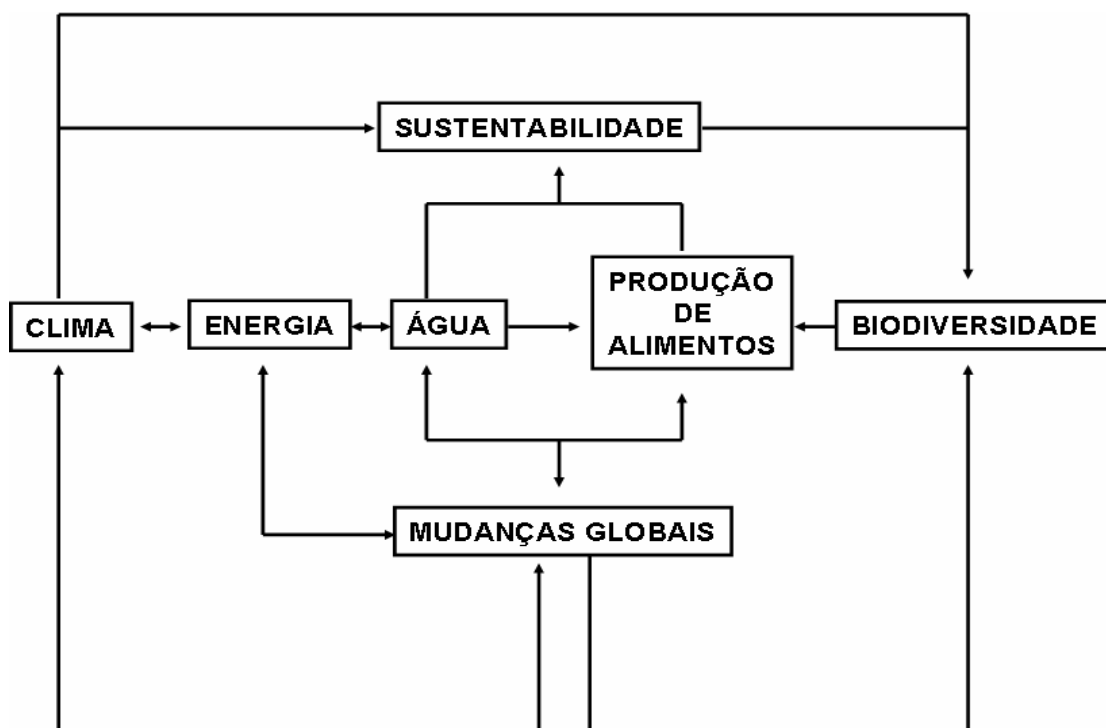 SUSTENTABILIDADE
CLIMA
ENERGIA
ÁGUA
PRODUÇÃO
DE
ALIMENTOS
BIODIVERSIDADE
MUDANÇAS GLOBAIS